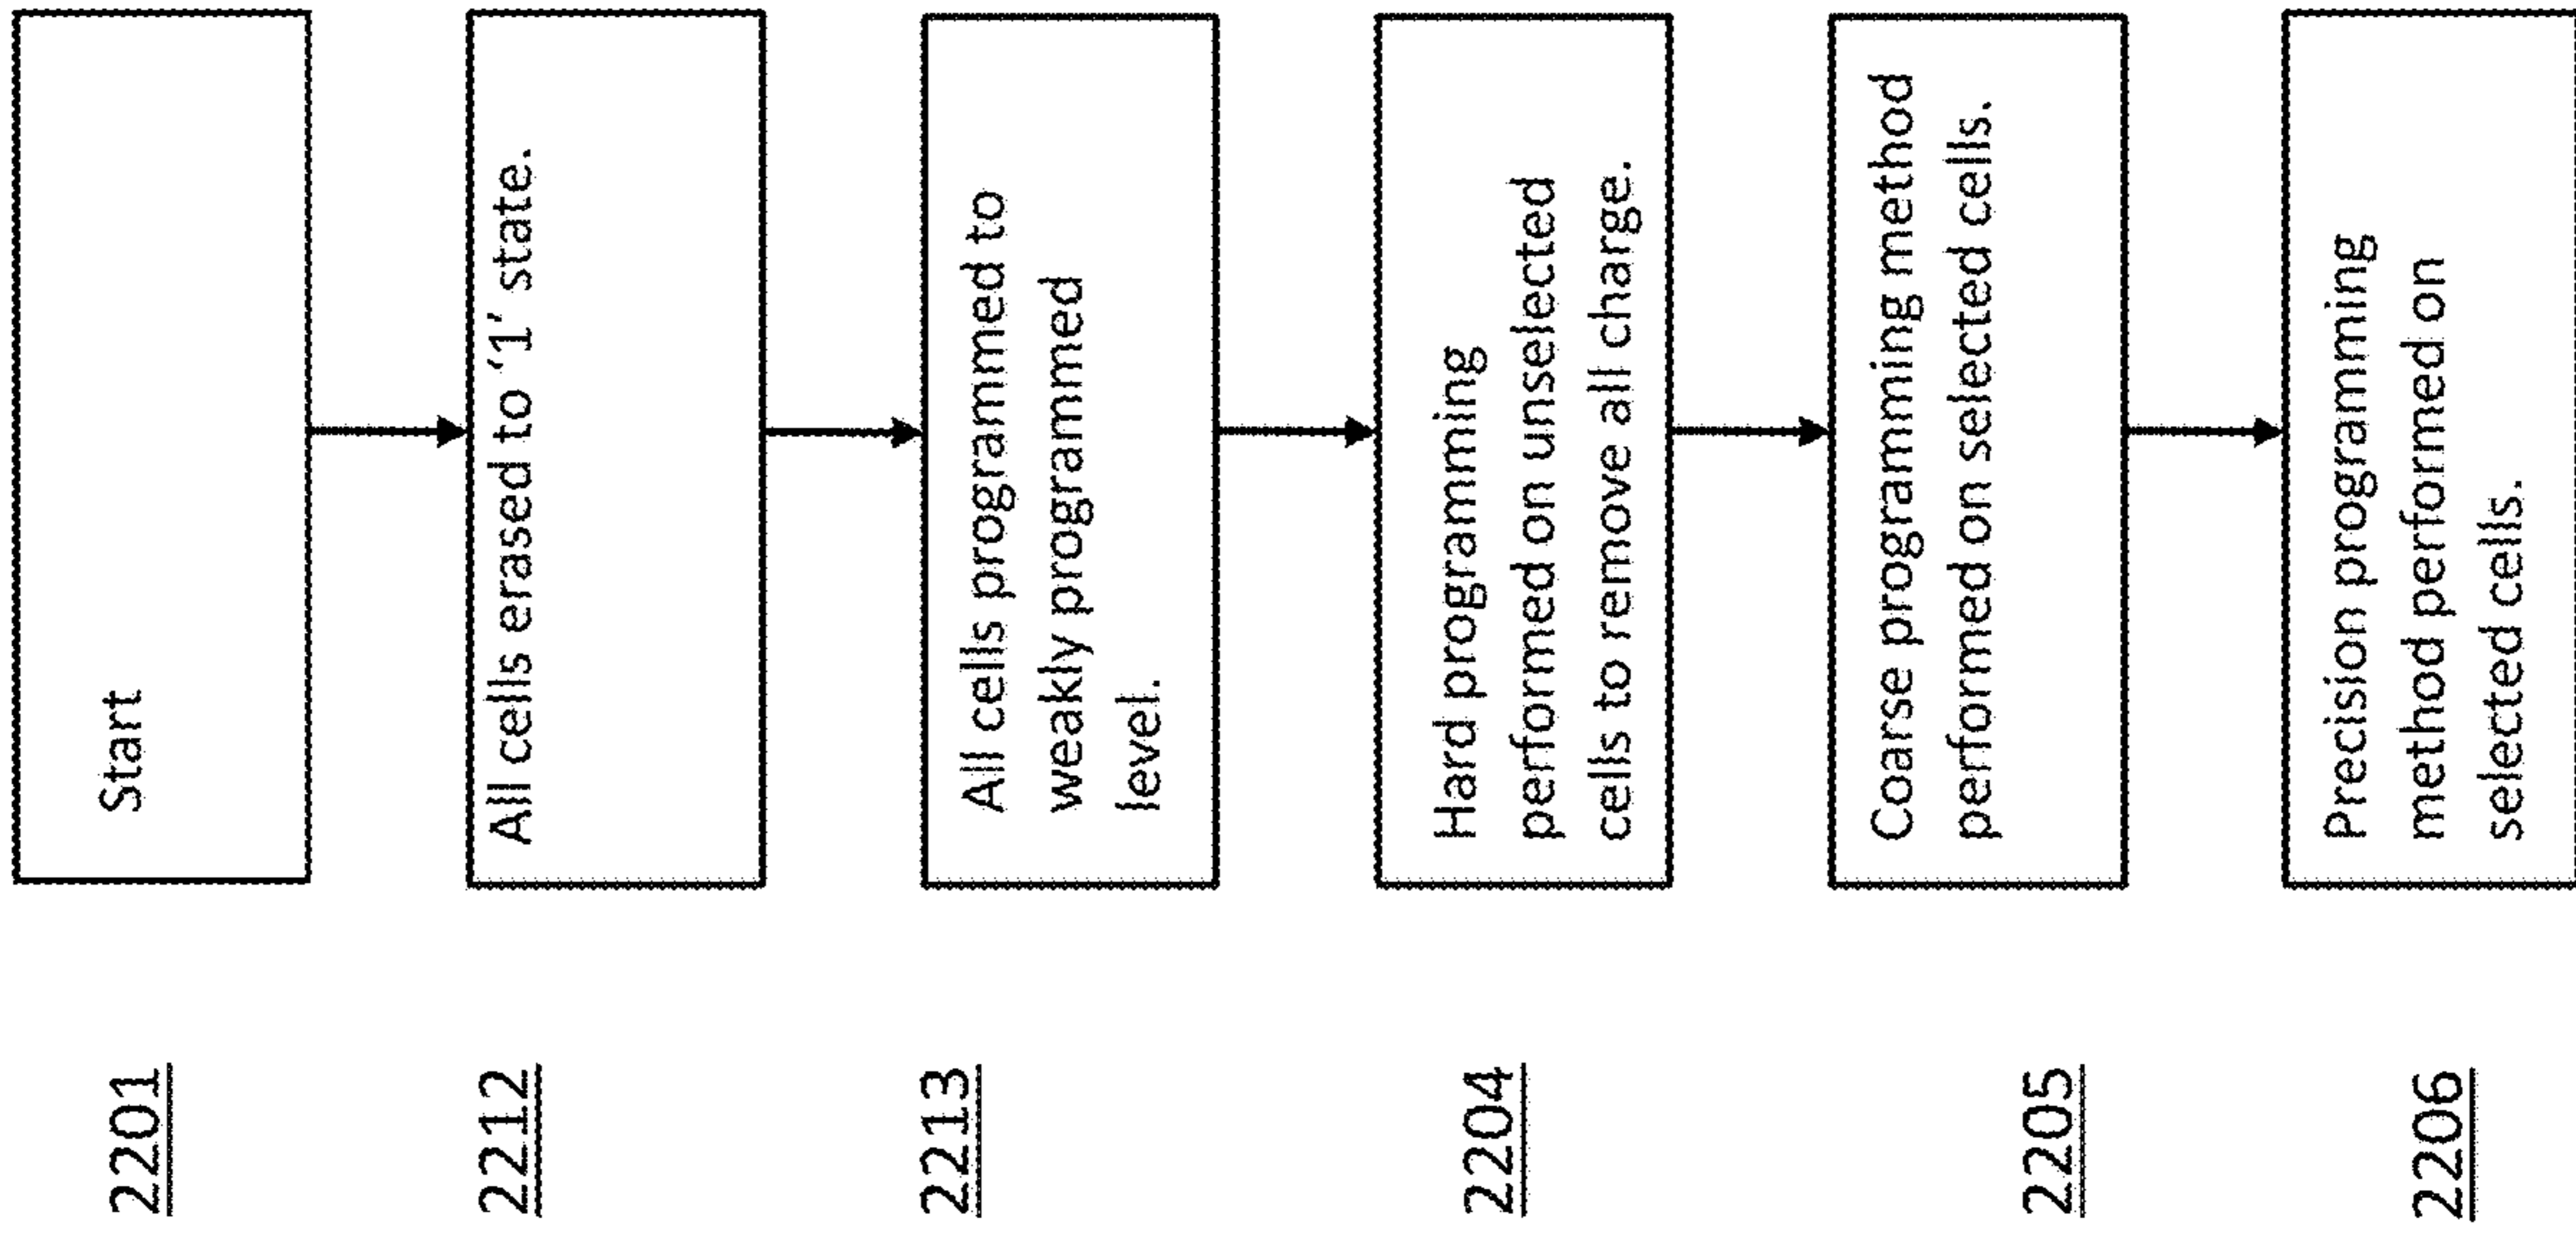 2201
Start
2212
All cells erased to ‘1’ state.
2213
All cells programmed to
weakly programmed
level.
2204
Hard programming
performed on unselected
cells to remove all charge.
2205
Coarse programming method
performed on selected cells.
2206
Precision programming
method performed on
selected cells.